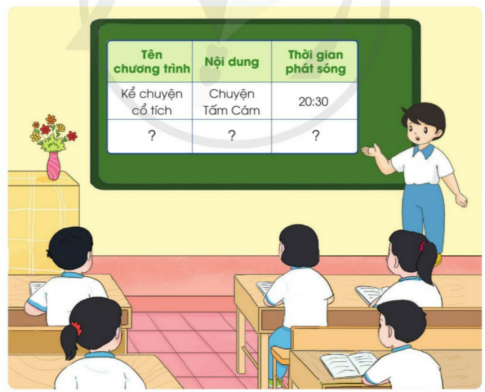 Tên
chương trình
Nội dung
Thời gian
phát sóng
Kể chuyện
cổ tích
Chuyện
Tấm Cám
20:30
?
?
?